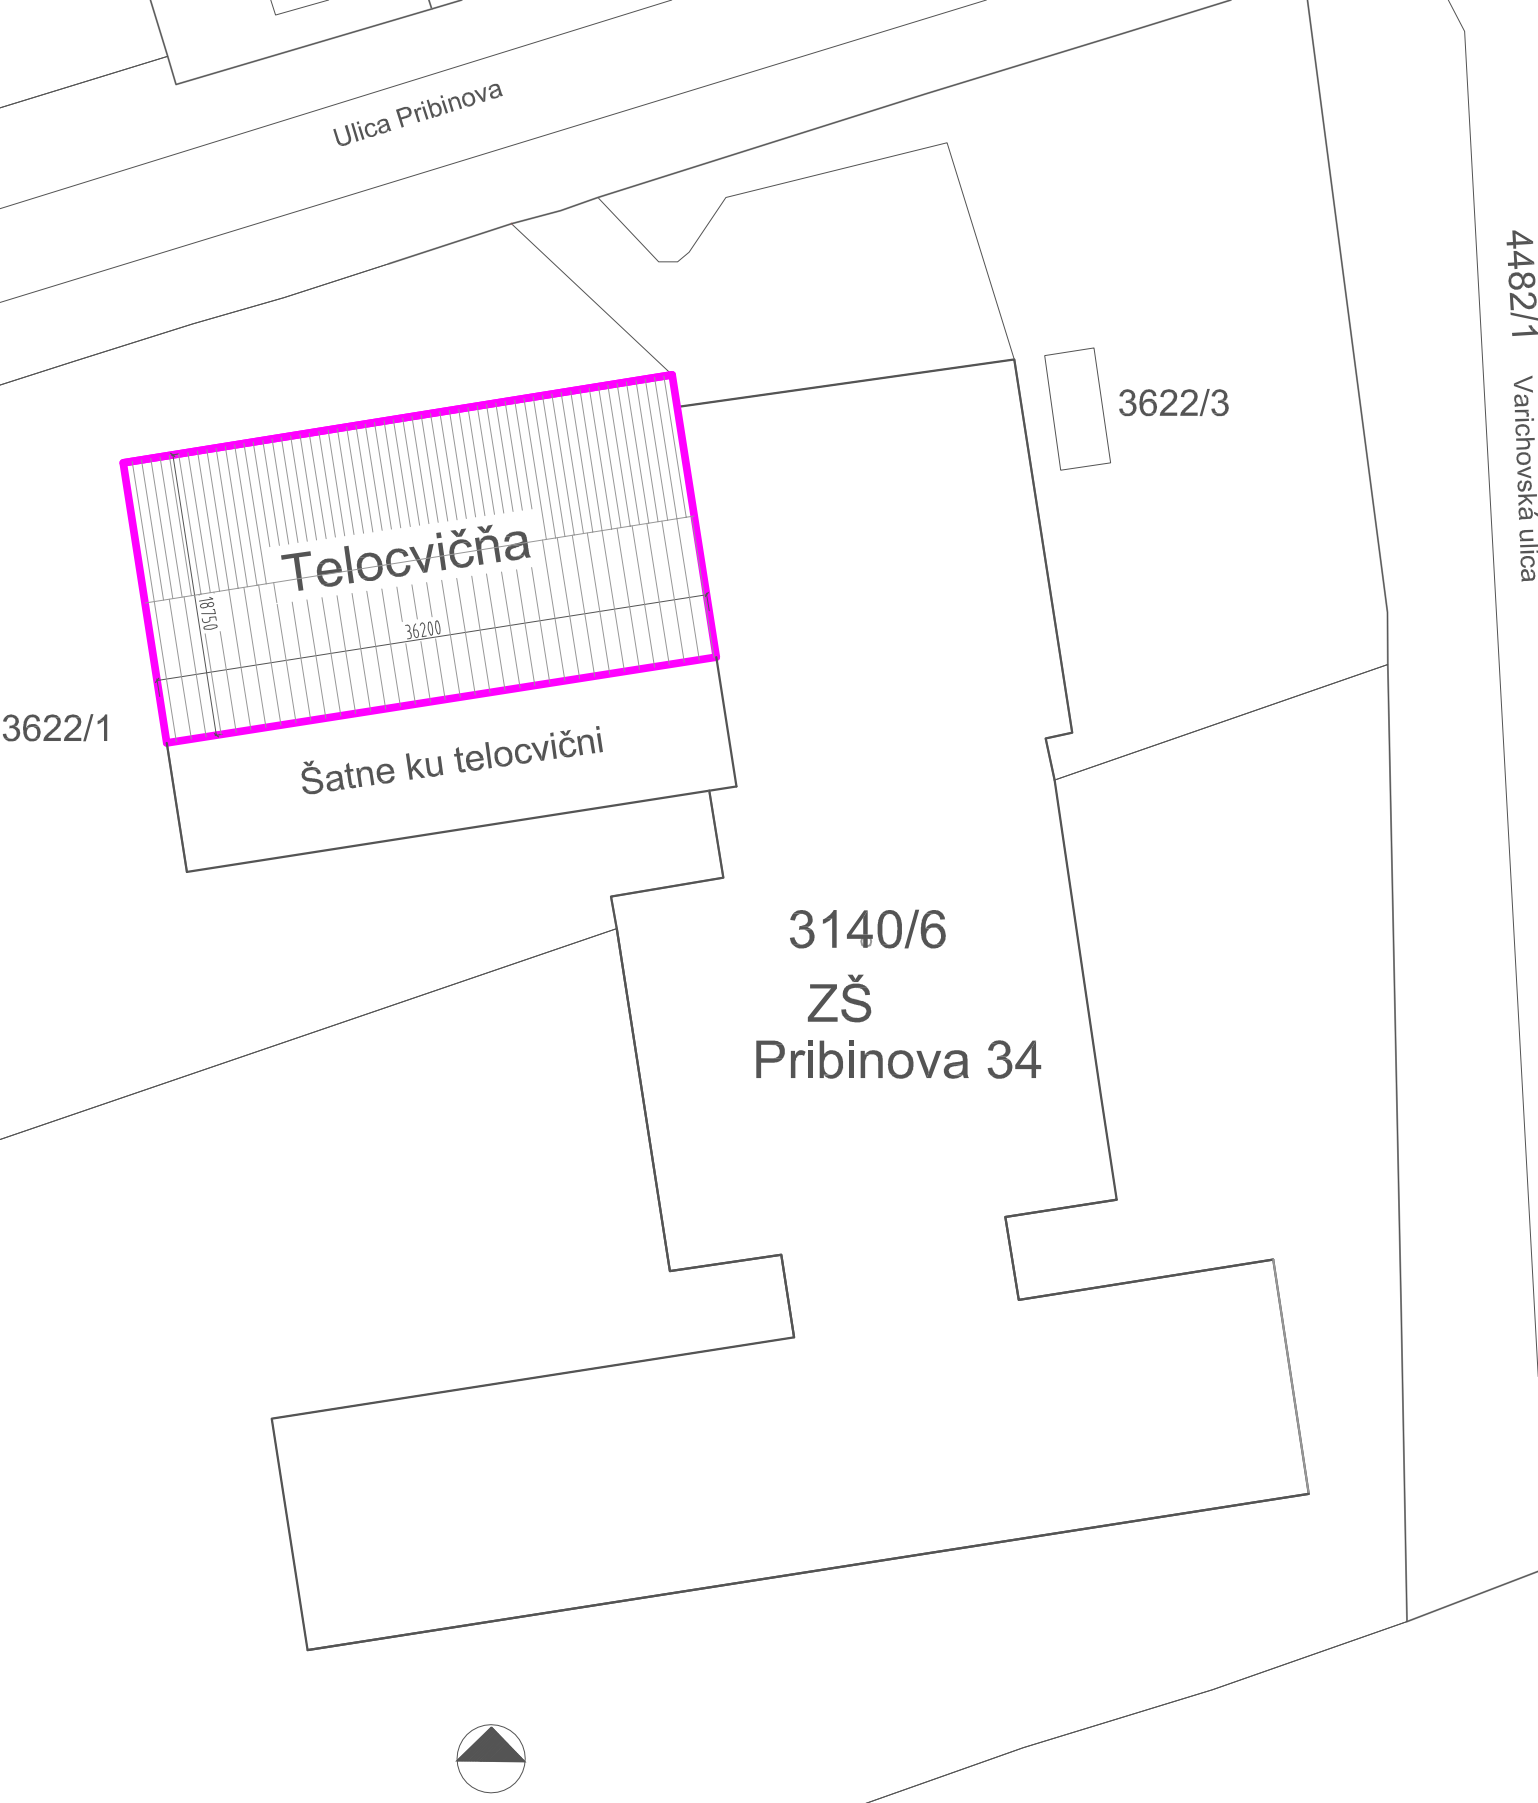 Ulica Pribinova
4482/1 Varichovská ulica
3622/3
Telocvičňa
18750
36200
3622/1
Šatne ku telocvični
3140/6
ZŠ
Pribinova 34